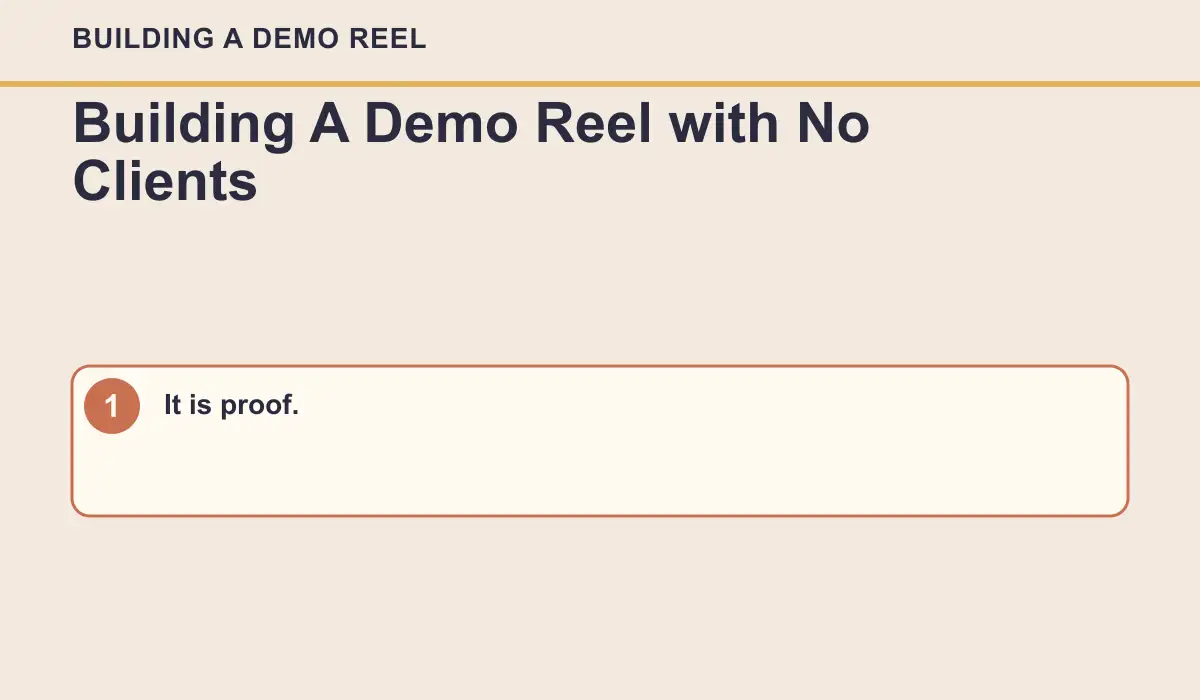 BUILDING A DEMO REEL
Building A Demo Reel with No
Clients
1
It is proof.